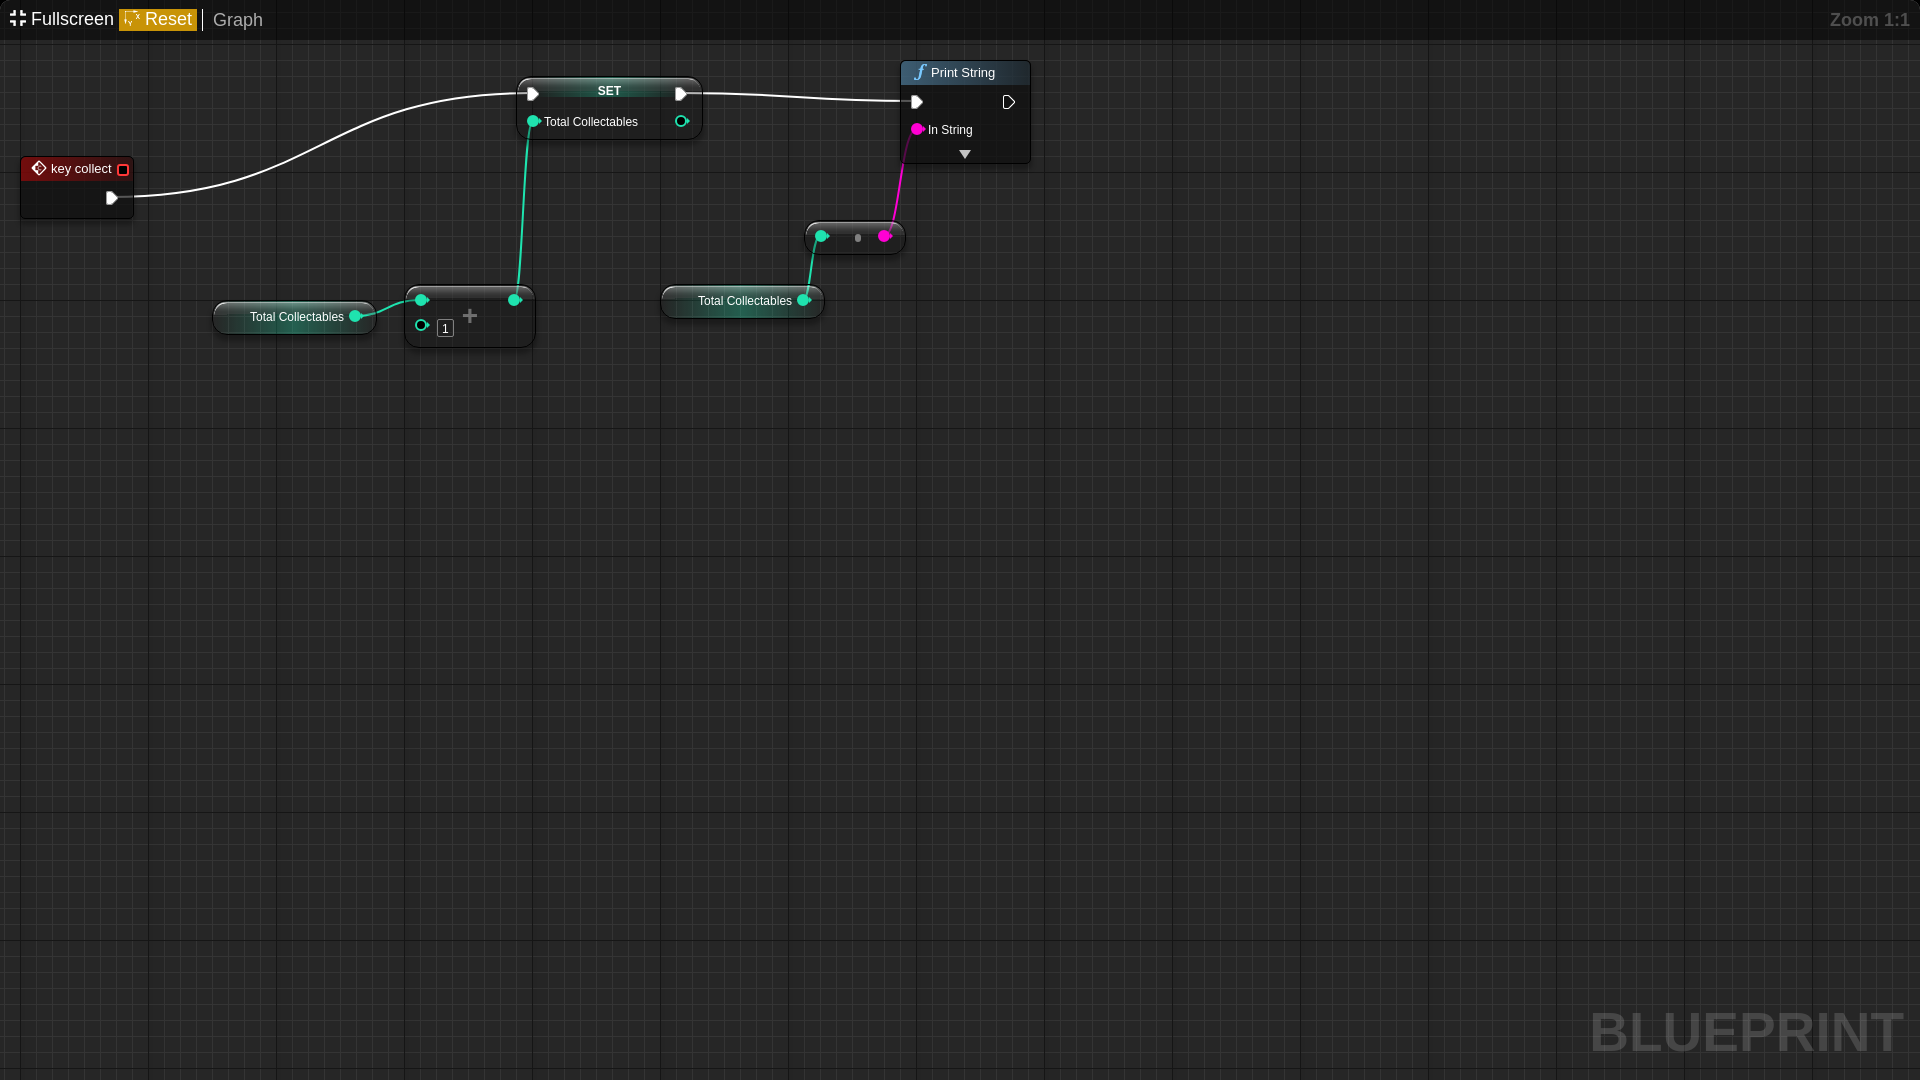 Fullscreen Reset Graph
Zoom 1:1
SET
Total Collectables
Print String
In String
key collect
Total Collectables
+
1
Total Collectables
BLUEPRINT